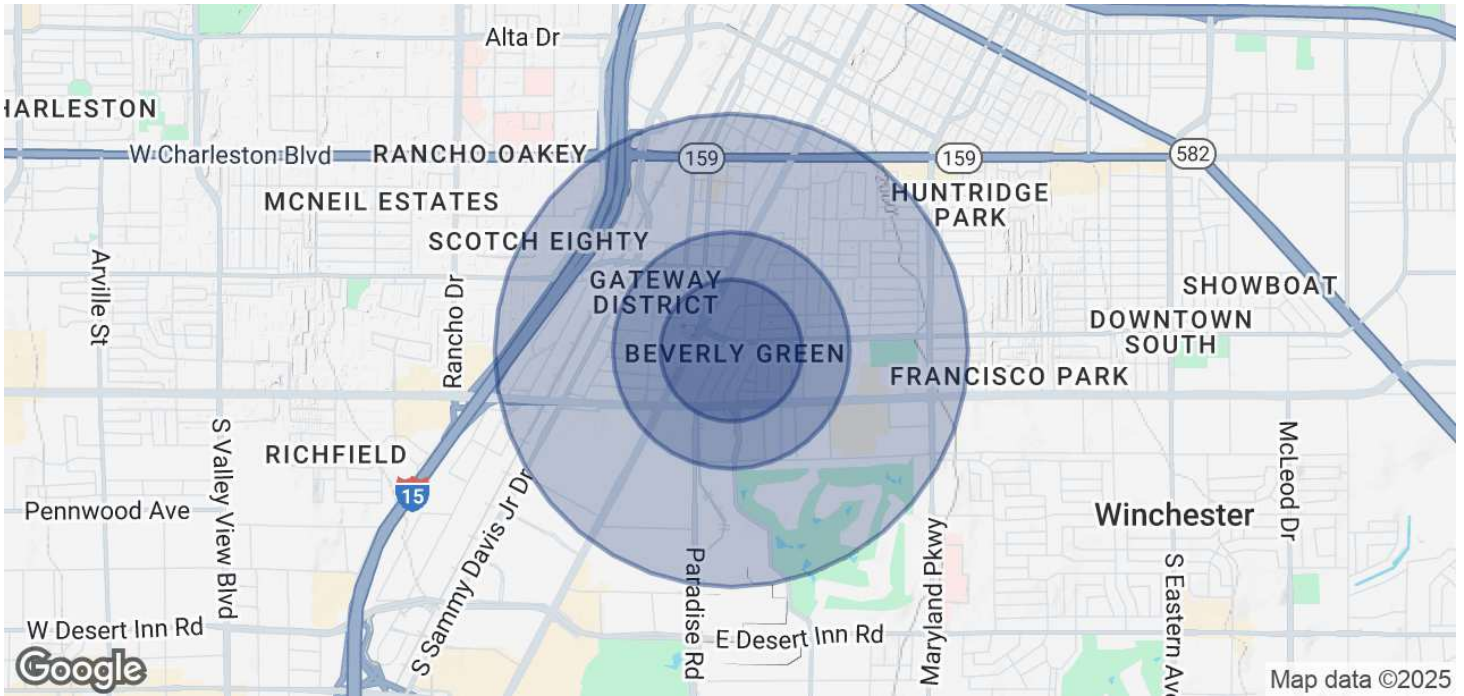 Alta Dr
HARLESTON
W Charleston Blvd
RANCHO OAKEY
159
159
582
MCNEIL ESTATES
HUNTRIDGE
PARK
SCOTCH EIGHTY
Arville St
GATEWAY
DISTRICT
SHOWBOAT
Rancho Dr
DOWNTOWN
SOUTH
BEVERLY GREEN
FRANCISCO PARK
S Valley View Blvd
RICHFIELD
McLeod Dr
15
Pennwood Ave
S Sammy Davis Jr Dr
Winchester
Paradise Rd
Maryland Pkwy
S Eastern Ave
W Desert Inn Rd
E Desert Inn Rd
Google
Map data ©2025